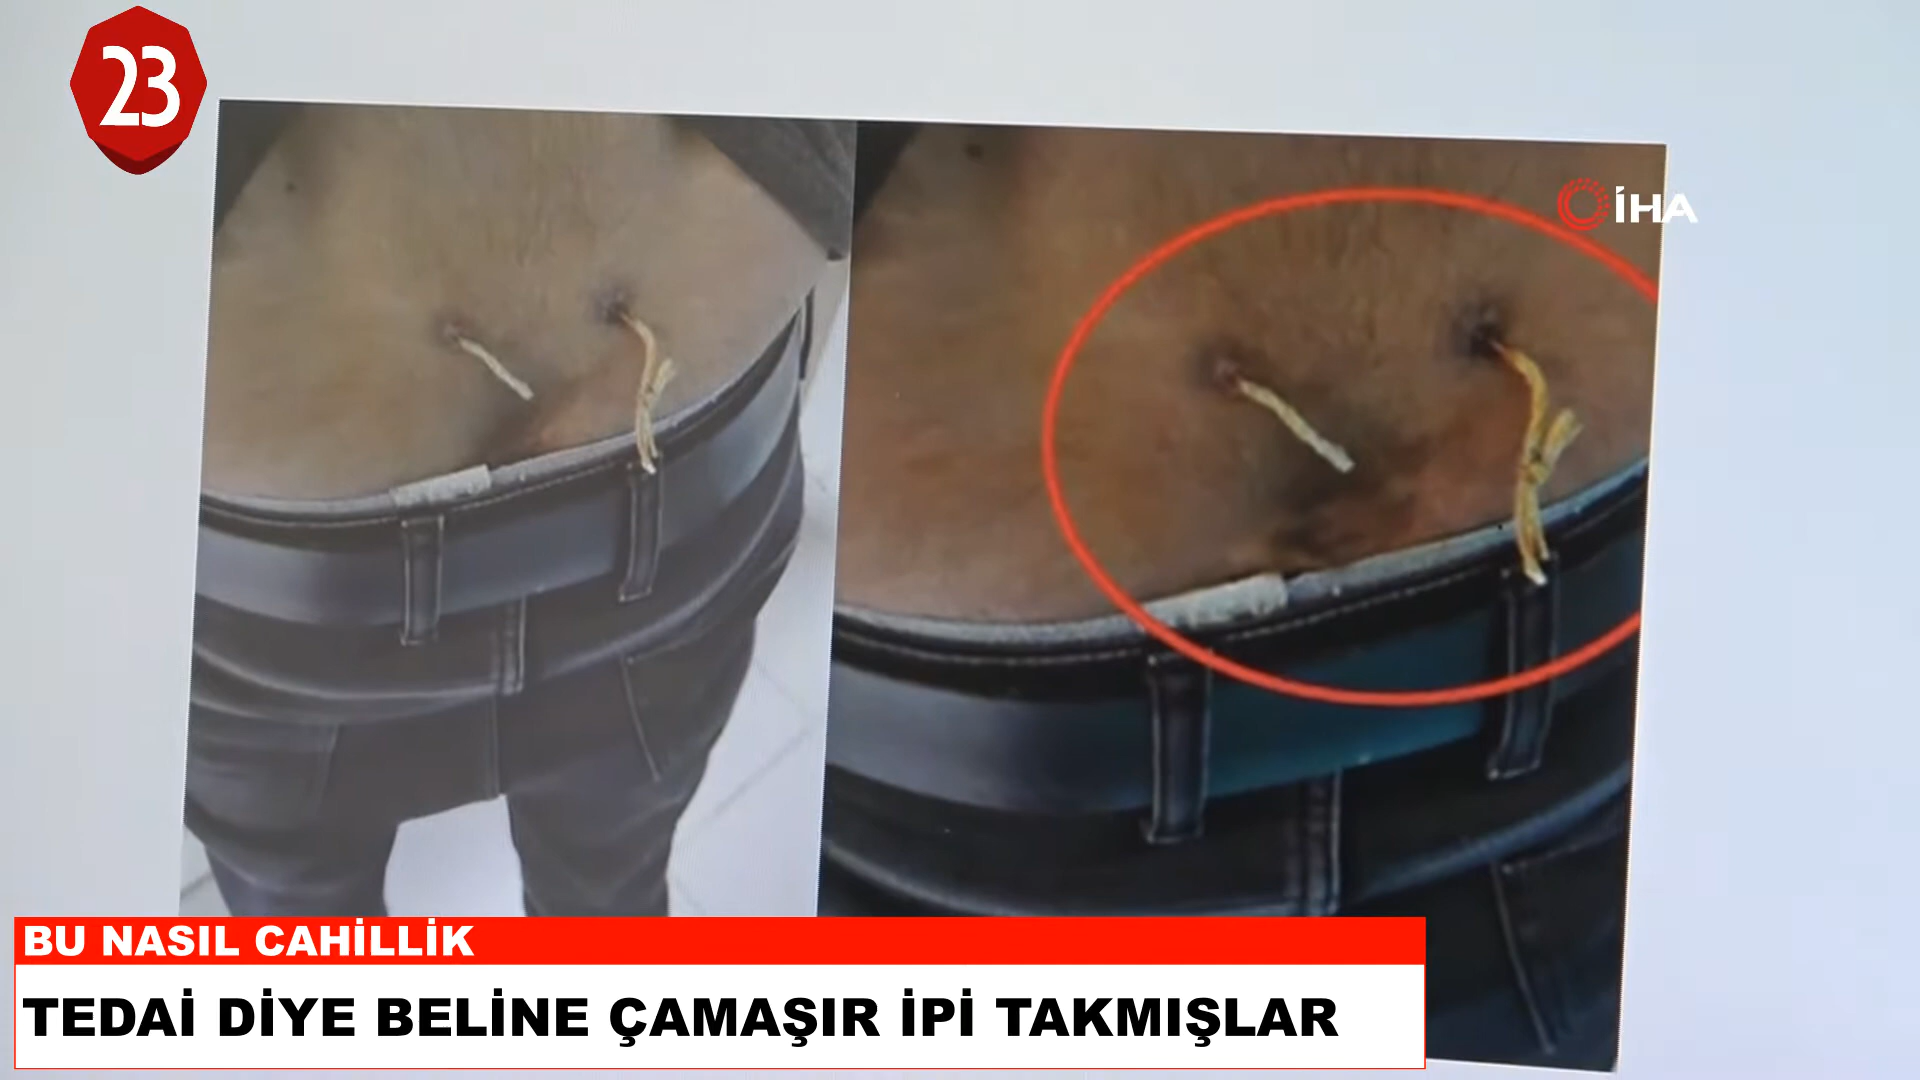 23
İHA
BU NASIL CAHİLLİK
TEDAİ DİYE BELİNE ÇAMAŞIR İPİ TAKMIŞLAR